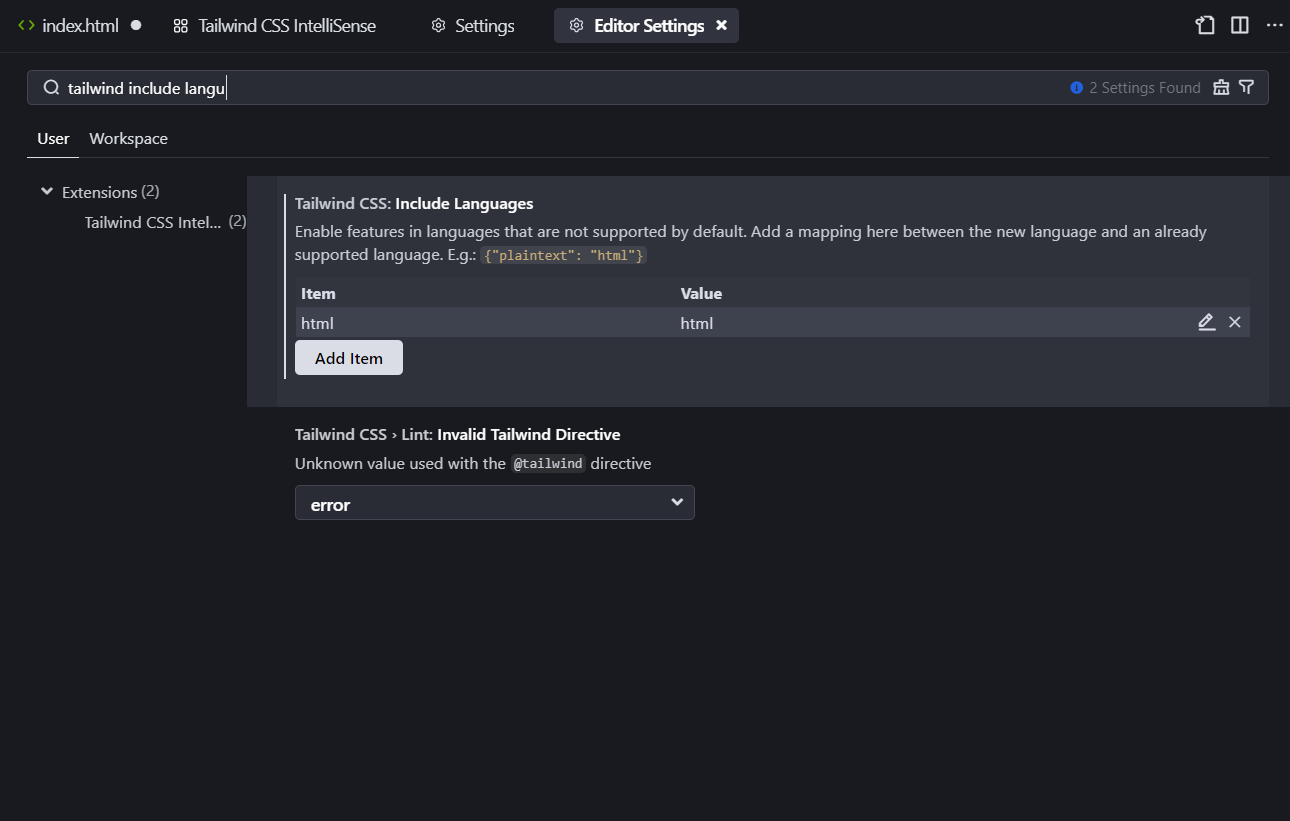 index.html Tailwind CSS IntelliSense Settings Editor Settings
tailwind include langu 2 Settings Found
User Workspace
Extensions (2)
Tailwind CSS Intel... (2)
Tailwind CSS: Include Languages
Enable features in languages that are not supported by default. Add a mapping here between the new language and an already
supported language. E.g.: {"plaintext": "html"}
Item Value
html html
Add Item
Tailwind CSS › Lint: Invalid Tailwind Directive
Unknown value used with the @tailwind directive
error